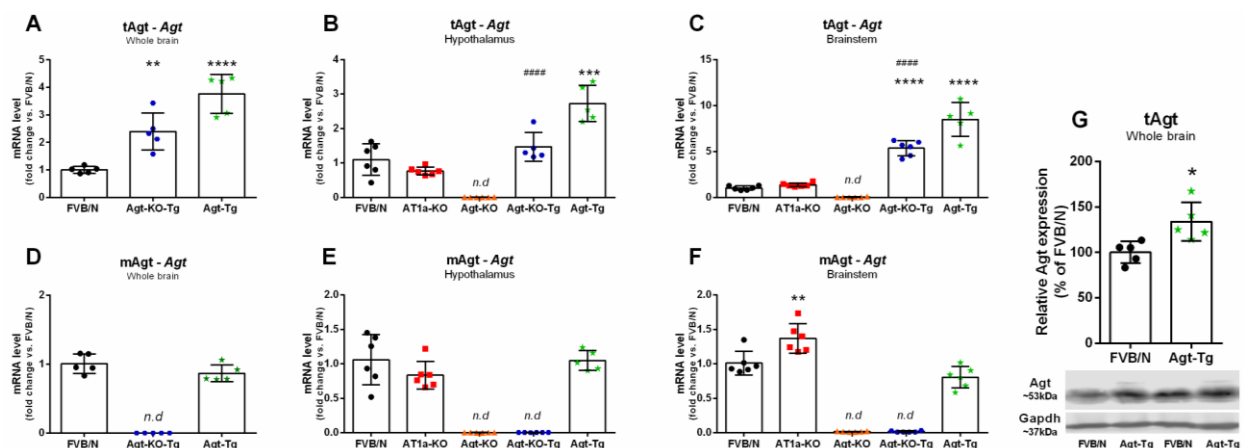 A
tAgt - Agt
Whole brain
mRNA level
(fold change vs. FVB/N)
5
4
3
2
1
0
**
****
FVB/N Agt-KO-Tg Agt-Tg
B
tAgt - Agt
Hypothalamus
mRNA level
(fold change vs. FVB/N)
4
3
2
1
0
n.d
####
***
FVB/N AT1a-KO Agt-KO Agt-KO-Tg Agt-Tg
C
tAgt - Agt
Brainstem
mRNA level
(fold change vs. FVB/N)
15
10
5
0
n.d
####
****
****
FVB/N AT1a-KO Agt-KO Agt-KO-Tg Agt-Tg
D
mAgt - Agt
Whole brain
mRNA level
(fold change vs. FVB/N)
2
1
0
n.d
FVB/N Agt-KO-Tg Agt-Tg
E
mAgt - Agt
Hypothalamus
mRNA level
(fold change vs. FVB/N)
2.0
1.5
1.0
0.5
0.0
n.d
n.d
FVB/N AT1a-KO Agt-KO Agt-KO-Tg Agt-Tg
F
mAgt - Agt
Brainstem
mRNA level
(fold change vs. FVB/N)
2.0
1.5
1.0
0.5
0.0
**
n.d
n.d
FVB/N AT1a-KO Agt-KO Agt-KO-Tg Agt-Tg
G
tAgt
Whole brain
Relative Agt expression
(% of FVB/N)
200
150
100
50
0
*
FVB/N Agt-Tg
Agt
~53kDa
Gapdh
~37kDa
FVB/N Agt-Tg FVB/N Agt-Tg